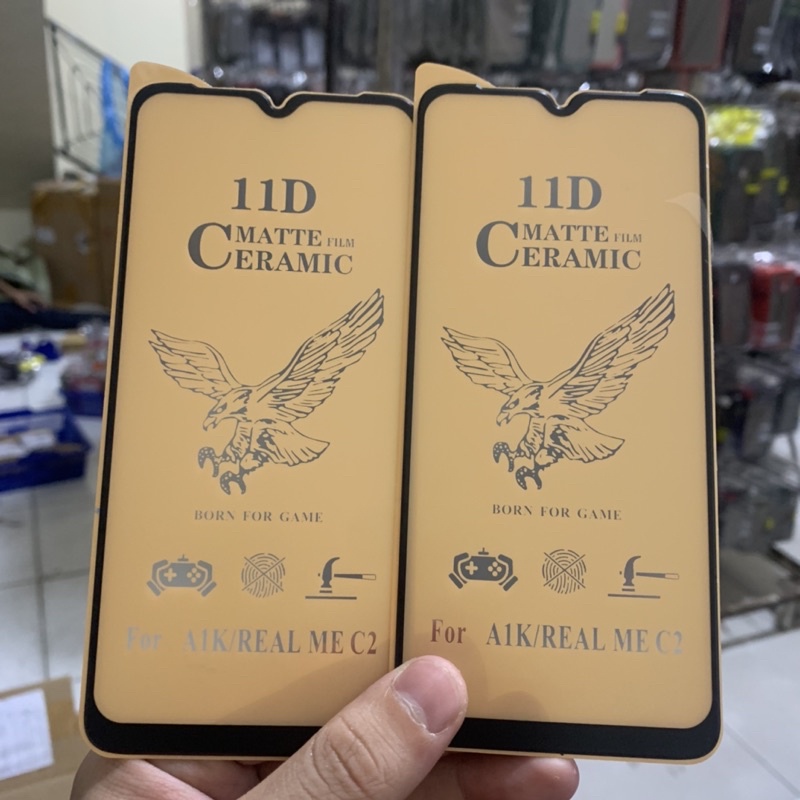 11D
CMATTE FILM
CERAMIC
BORN FOR GAME
For A1K/REAL ME C2
11D
CMATTE FILM
CERAMIC
BORN FOR GAME
For A1K/REAL ME C2